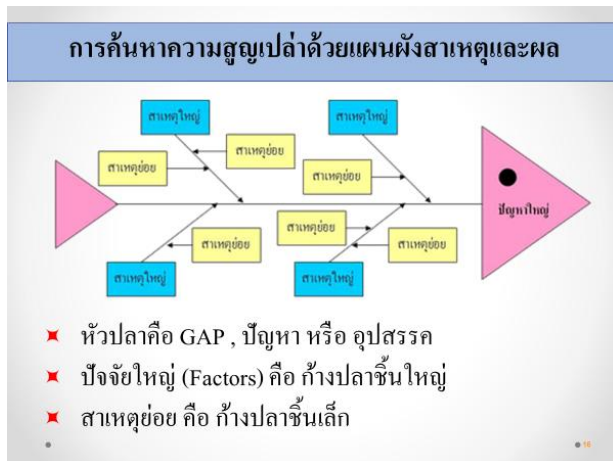 การค้นหาความสูญเปล่าด้วยแผนผังสาเหตุและผล
สาเหตุใหญ่
สาเหตุใหญ่
สาเหตุย่อย
สาเหตุย่อย
สาเหตุย่อย
ปัญหาใหญ่
สาเหตุย่อย
สาเหตุย่อย
สาเหตุย่อย
สาเหตุใหญ่
สาเหตุใหญ่
หัวปลาคือ GAP , ปัญหา หรือ อุปสรรค
ปัจจัยใหญ่ (Factors) คือ ก้างปลาชิ้นใหญ่
สาเหตุย่อย คือ ก้างปลาชิ้นเล็ก
16